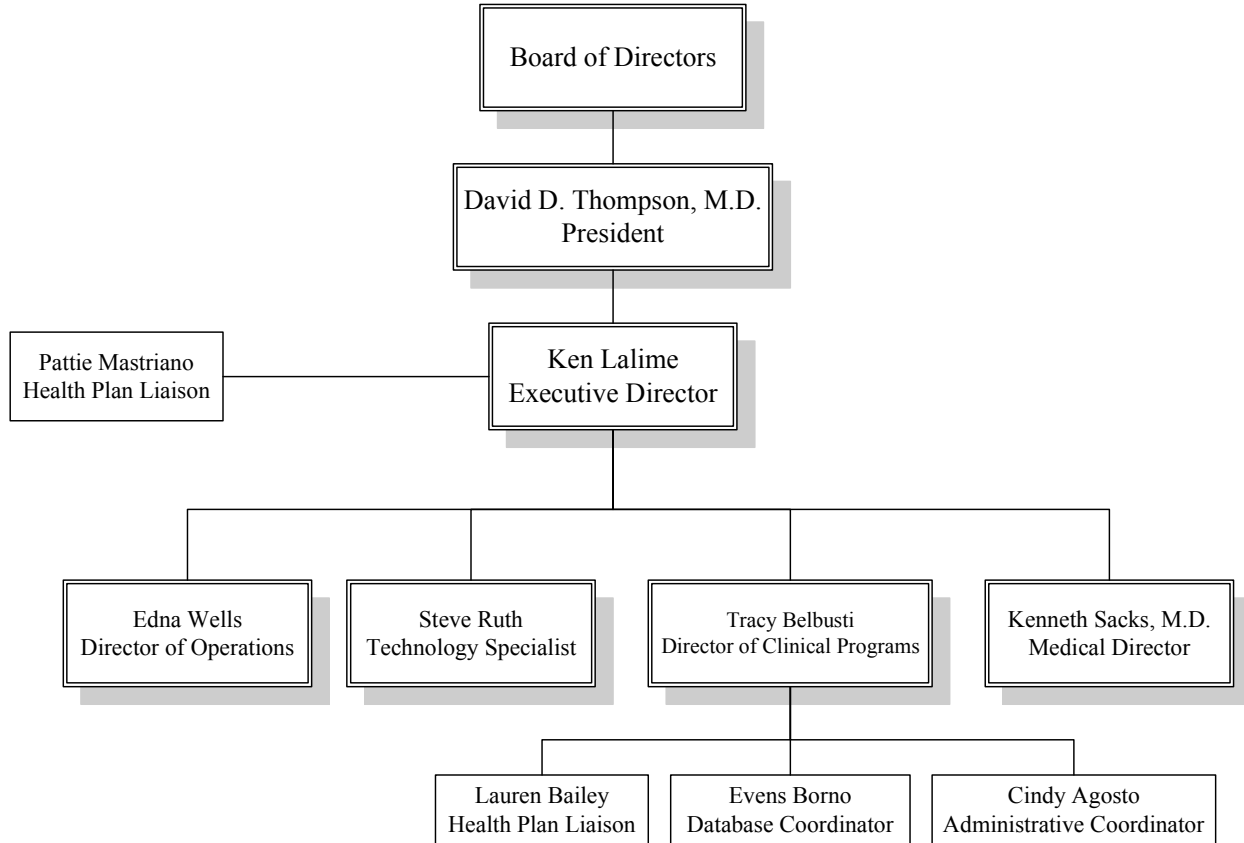 Board of Directors
David D. Thompson, M.D.
President
Pattie Mastriano
Health Plan Liaison
Ken Lalime
Executive Director
Edna Wells
Director of Operations
Steve Ruth
Technology Specialist
Tracy Belbusti
Director of Clinical Programs
Kenneth Sacks, M.D.
Medical Director
Lauren Bailey
Health Plan Liaison
Evens Borno
Database Coordinator
Cindy Agosto
Administrative Coordinator